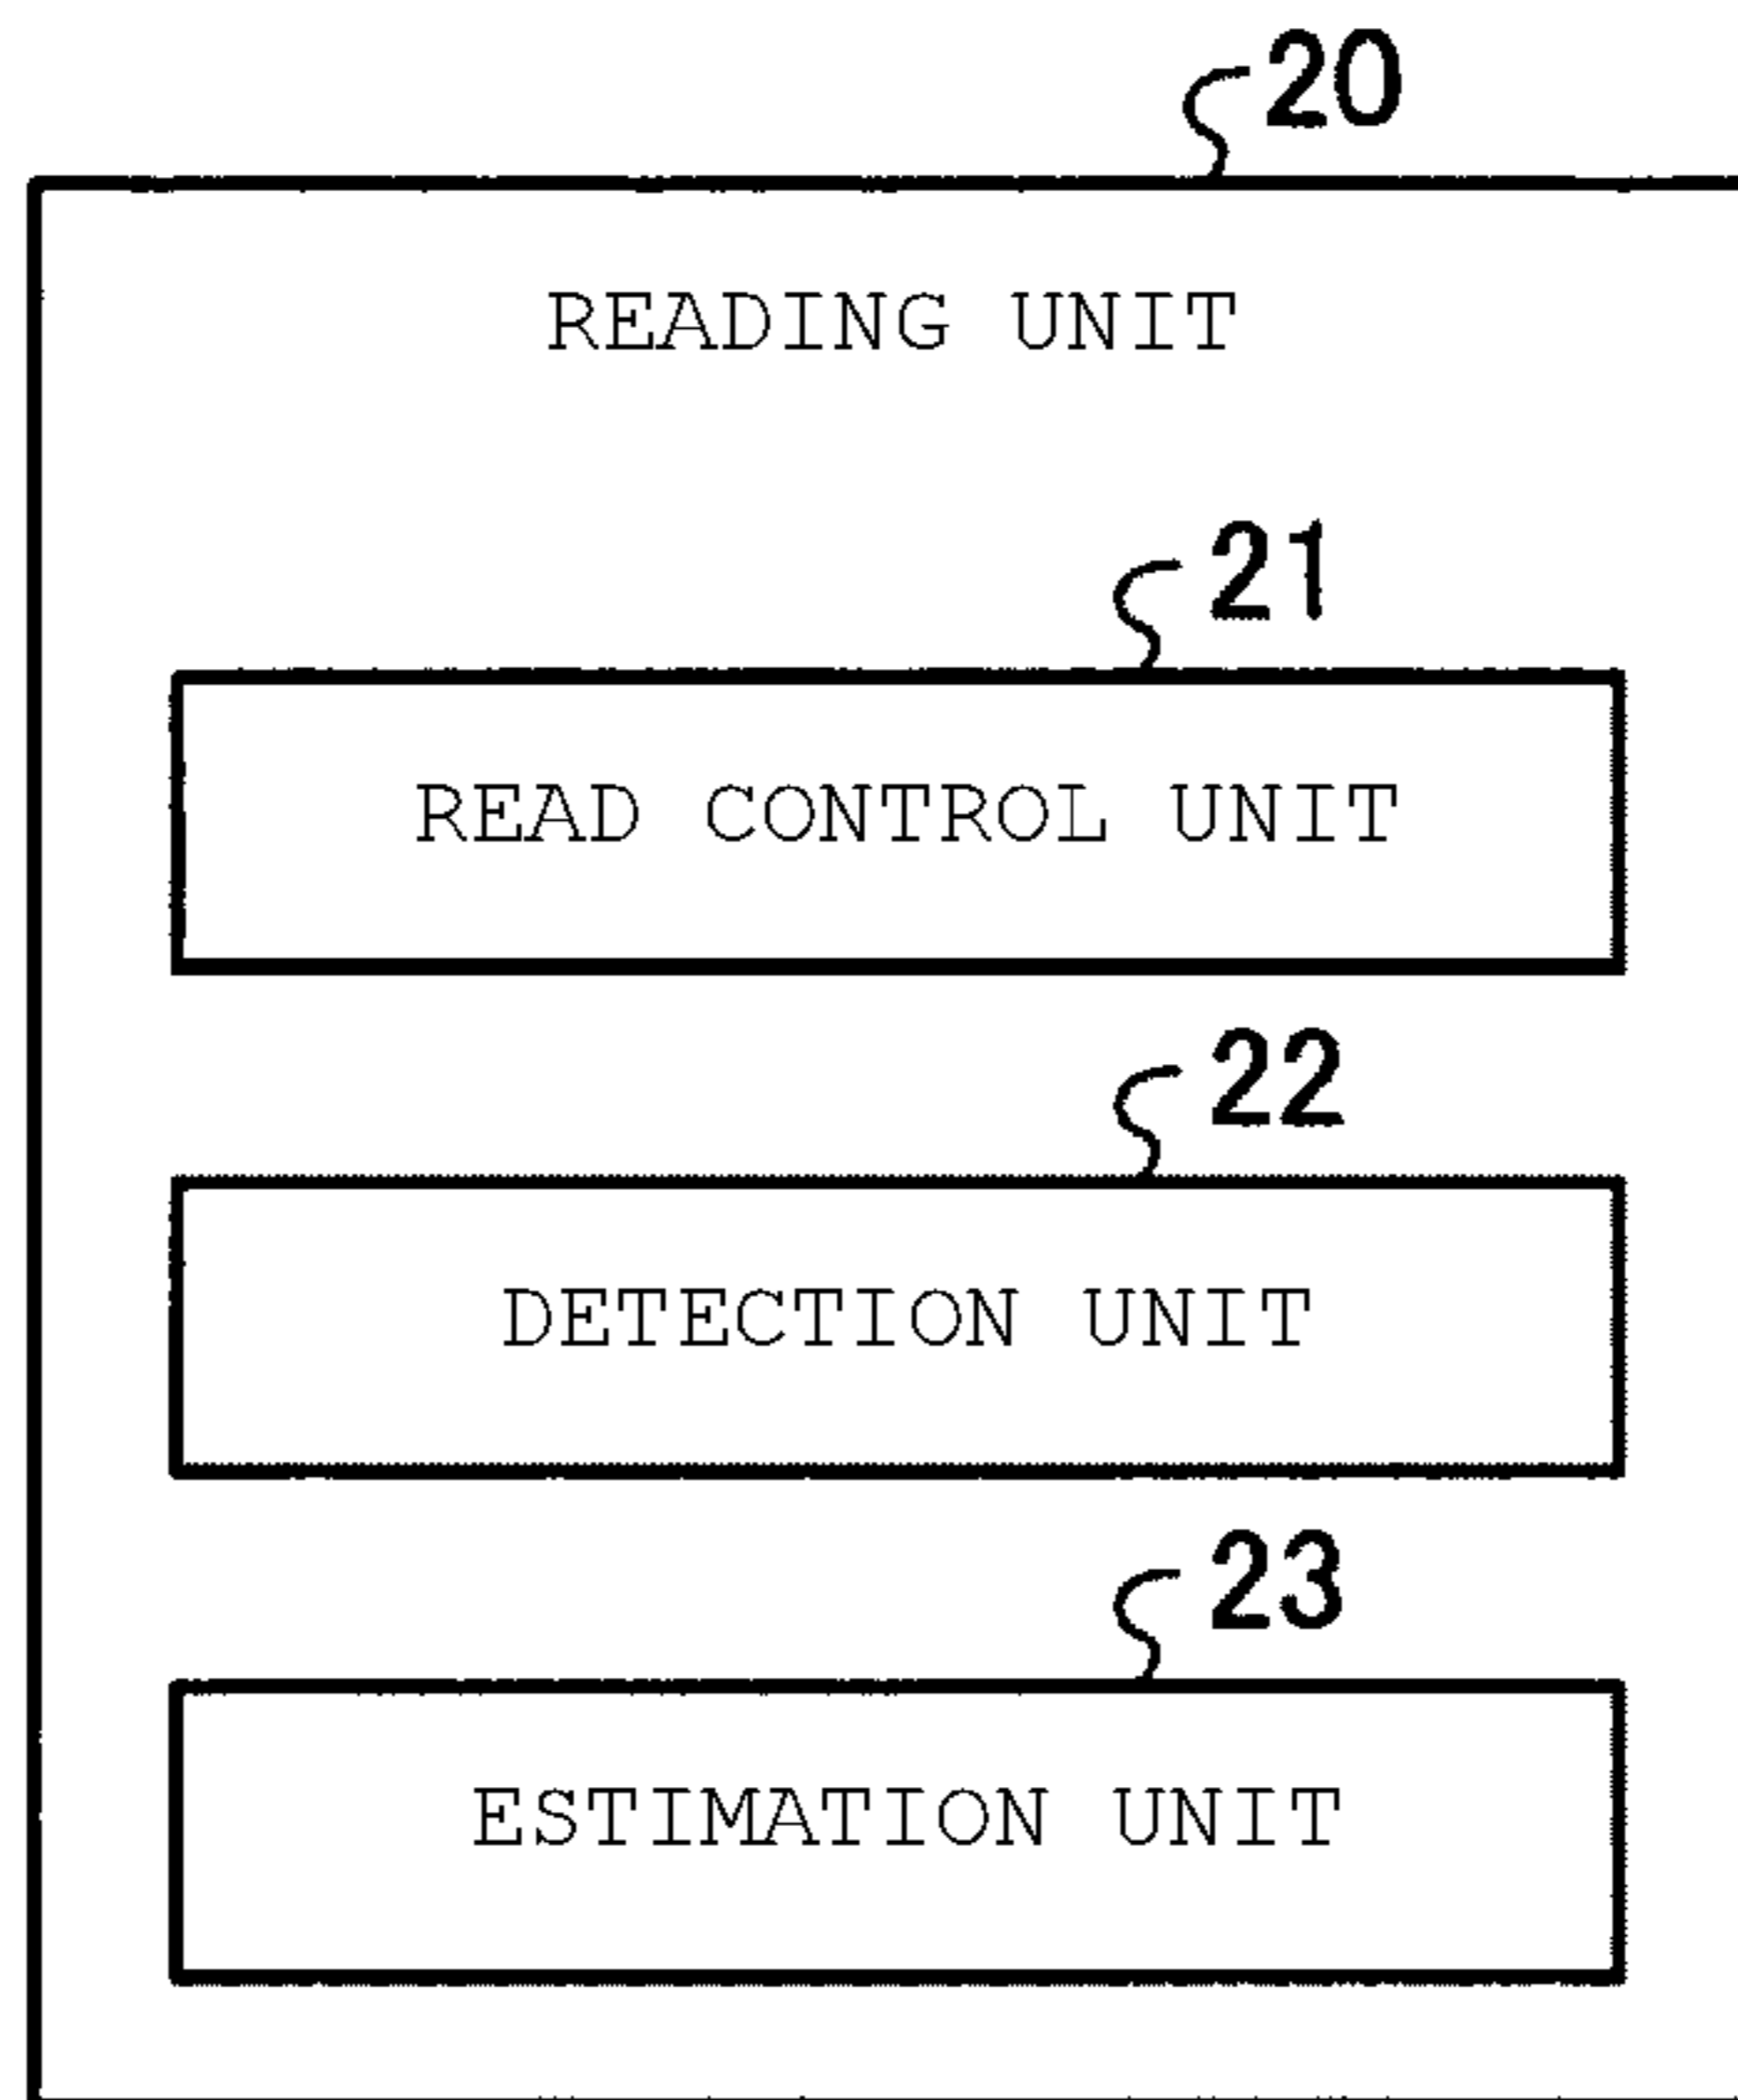 20
READING UNIT
21
READ CONTROL UNIT
22
DETECTION UNIT
23
ESTIMATION UNIT